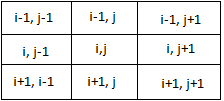 i-1, j-1 i-1, j i-1, j+1
i, j-1 i,j i, j+1
i+1, i-1 i+1, j i+1, j+1